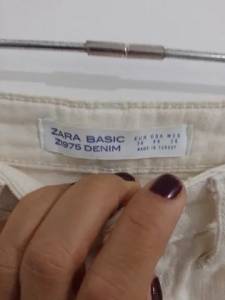 ZARA BASIC
Z1975 DENIM
EUR USA MEX
MADE IN TURKEY